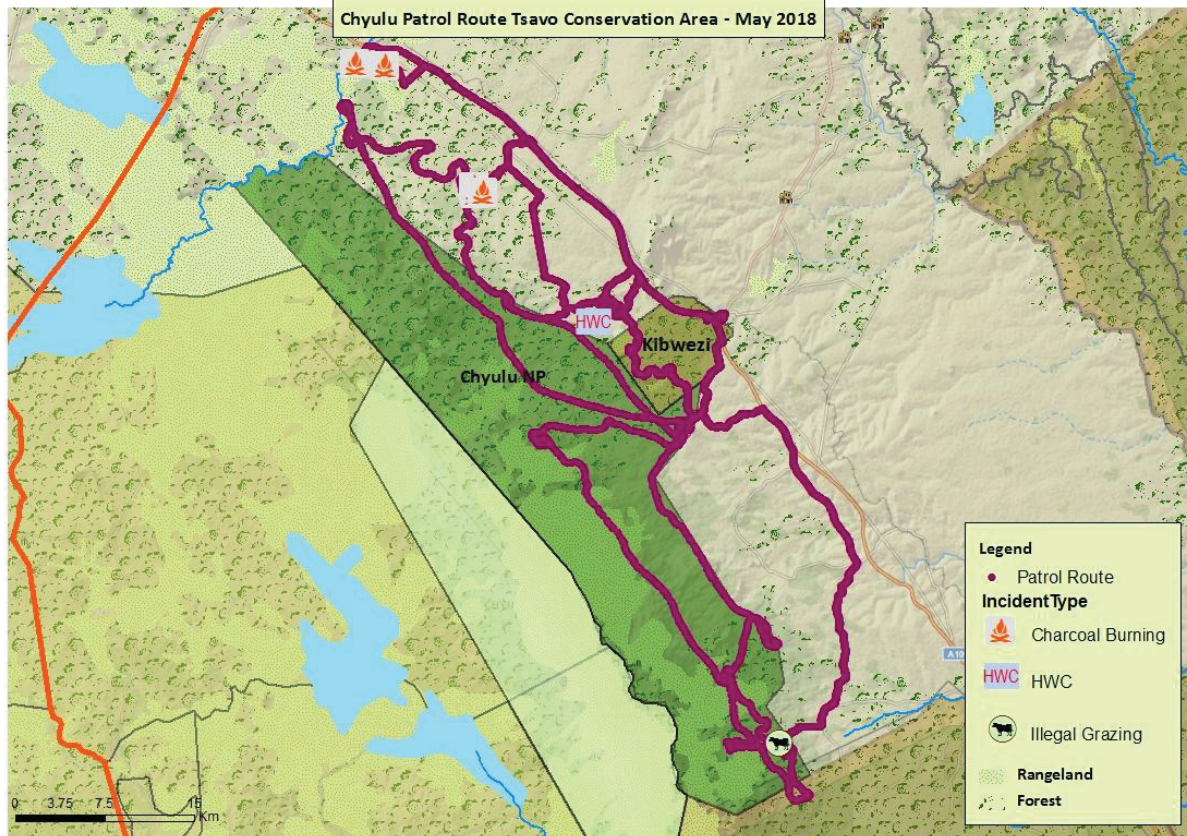 Chyulu Patrol Route Tsavo Conservation Area - May 2018
HWC
Kibwezi
Chyulu NP
A109
Legend
Patrol Route
IncidentType
Charcoal Burning
HWC HWC
Illegal Grazing
Rangeland
Forest
0 3.75 7.5 15
Km